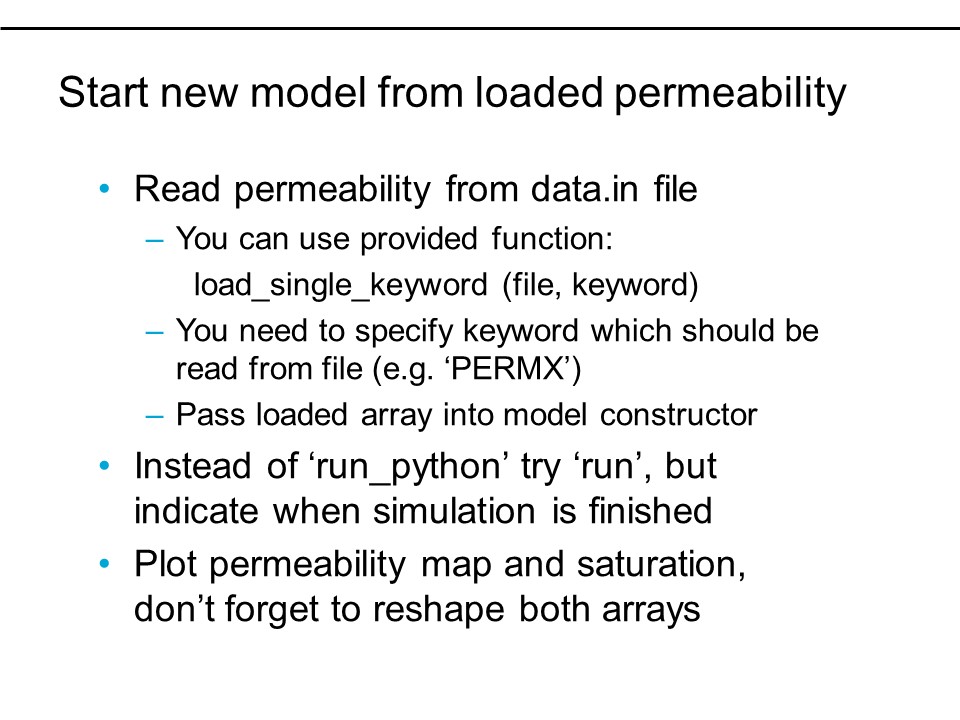 Start new model from loaded permeability
• Read permeability from data.in file
– You can use provided function:
load_single_keyword (file, keyword)
– You need to specify keyword which should be
read from file (e.g. ‘PERMX’)
– Pass loaded array into model constructor
• Instead of ‘run_python’ try ‘run’, but
indicate when simulation is finished
• Plot permeability map and saturation,
don’t forget to reshape both arrays